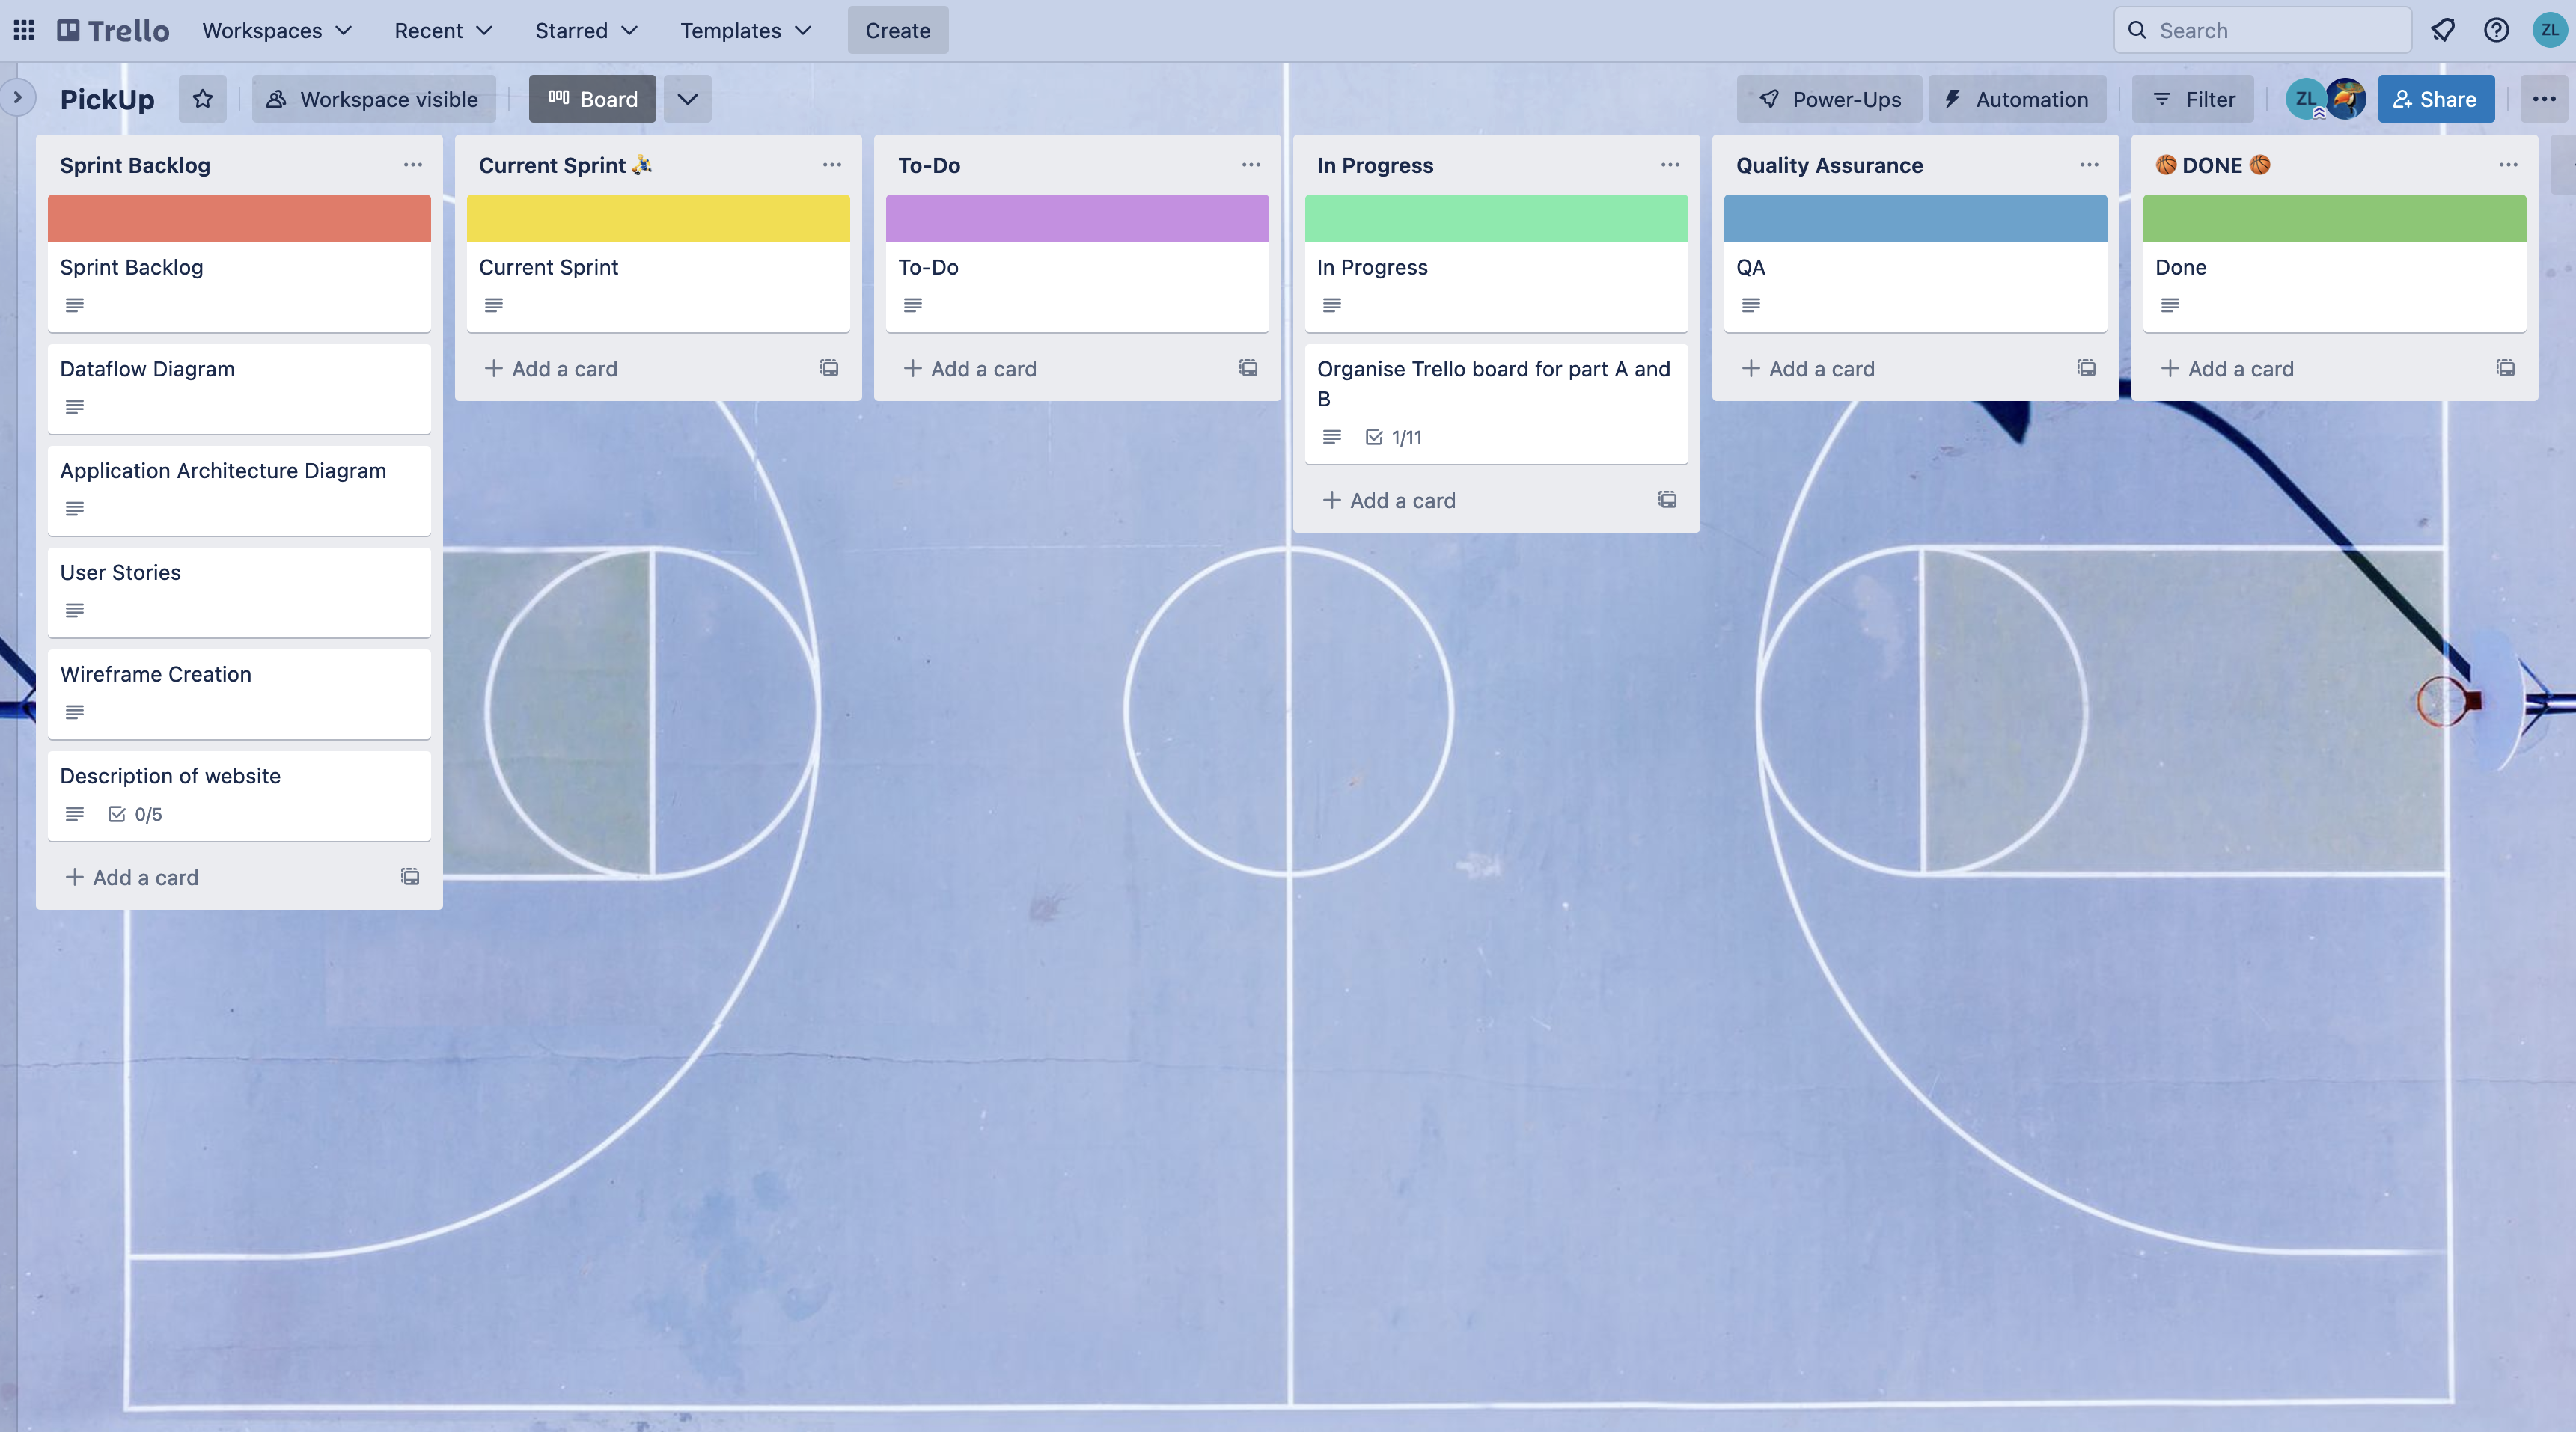 Trello
Workspaces
Recent
Starred
Templates
Create
Search
ZL
PickUp
Workspace visible
Board
Power-Ups
Automation
Filter
ZL
Share
Sprint Backlog
Sprint Backlog
Dataflow Diagram
Application Architecture Diagram
User Stories
Wireframe Creation
Description of website
0/5
Add a card
Current Sprint
Current Sprint
Add a card
To-Do
To-Do
Add a card
In Progress
In Progress
Organise Trello board for part A and
B
1/11
Add a card
Quality Assurance
QA
Add a card
🏀 DONE 🏀
Done
Add a card